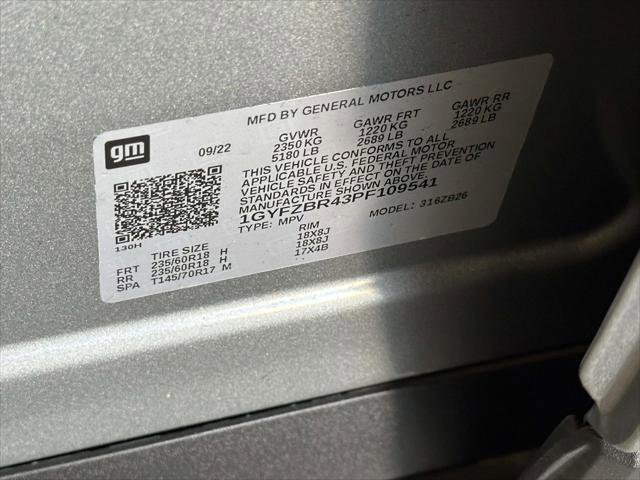 gm
MFD BY GENERAL MOTORS LLC
09/22
GVWR GAWR FRT GAWR RR
2350 KG 1220 KG 1220 KG
5180 LB 2689 LB 2689 LB
THIS VEHICLE CONFORMS TO ALL
APPLICABLE U.S. FEDERAL MOTOR
VEHICLE SAFETY AND THEFT PREVENTION
STANDARDS IN EFFECT ON THE DATE OF
MANUFACTURE SHOWN ABOVE.
1GYFZBR43PF109541
TYPE: MPV MODEL: 316ZB26
130H
TIRE SIZE RIM
FRT 235/60R18 H 18X8J
RR 235/60R18 H 18X8J
SPA T145/70R17 M 17X4B